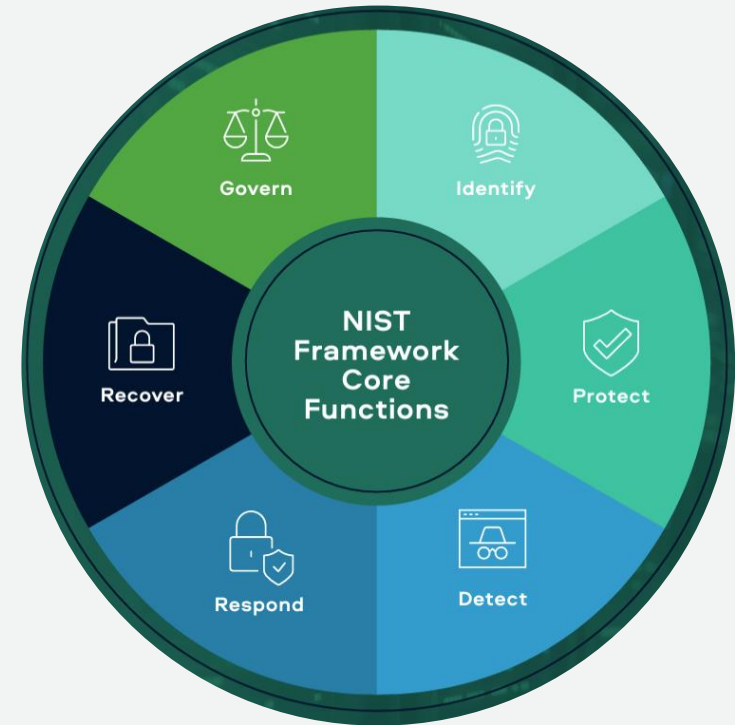 Govern
Identify
NIST
Framework
Core
Functions
Recover
Protect
Respond
Detect